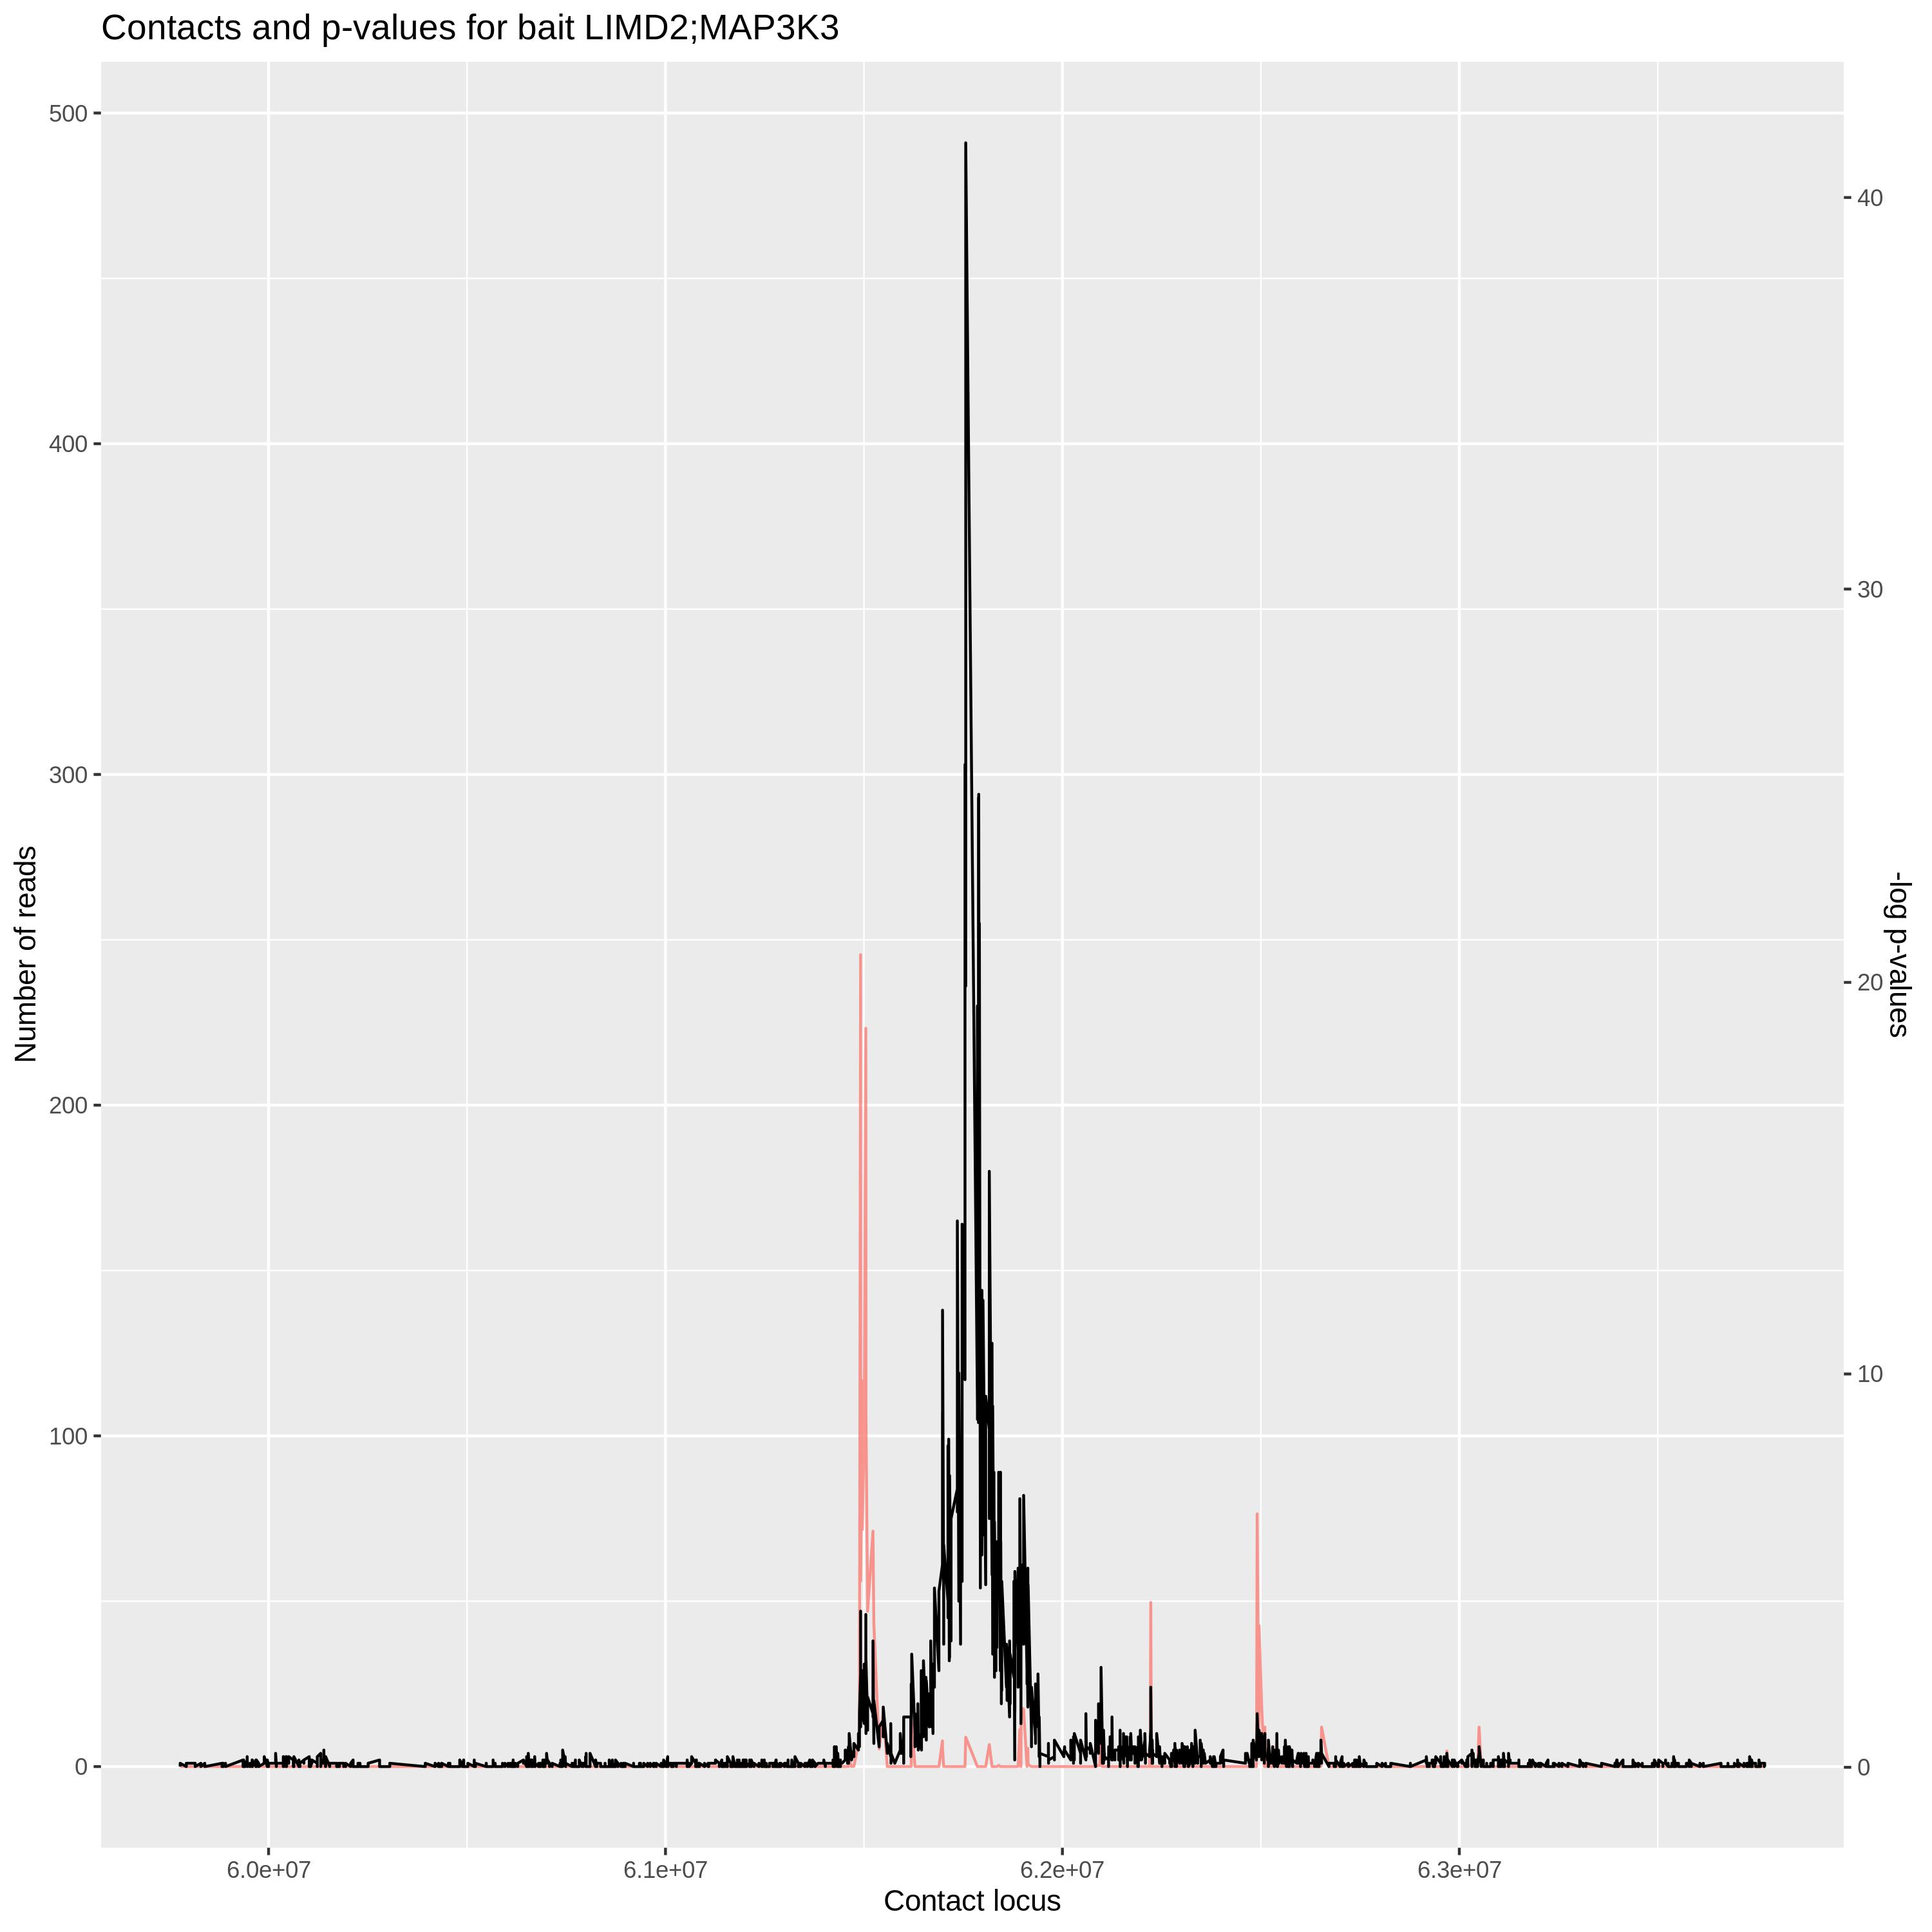 Contacts and p-values for bait LIMD2;MAP3K3
500
400
300
200
100
0
Number of reads
40
30
20
10
0
-log p-values
6.0e+07 6.1e+07 6.2e+07 6.3e+07
Contact locus